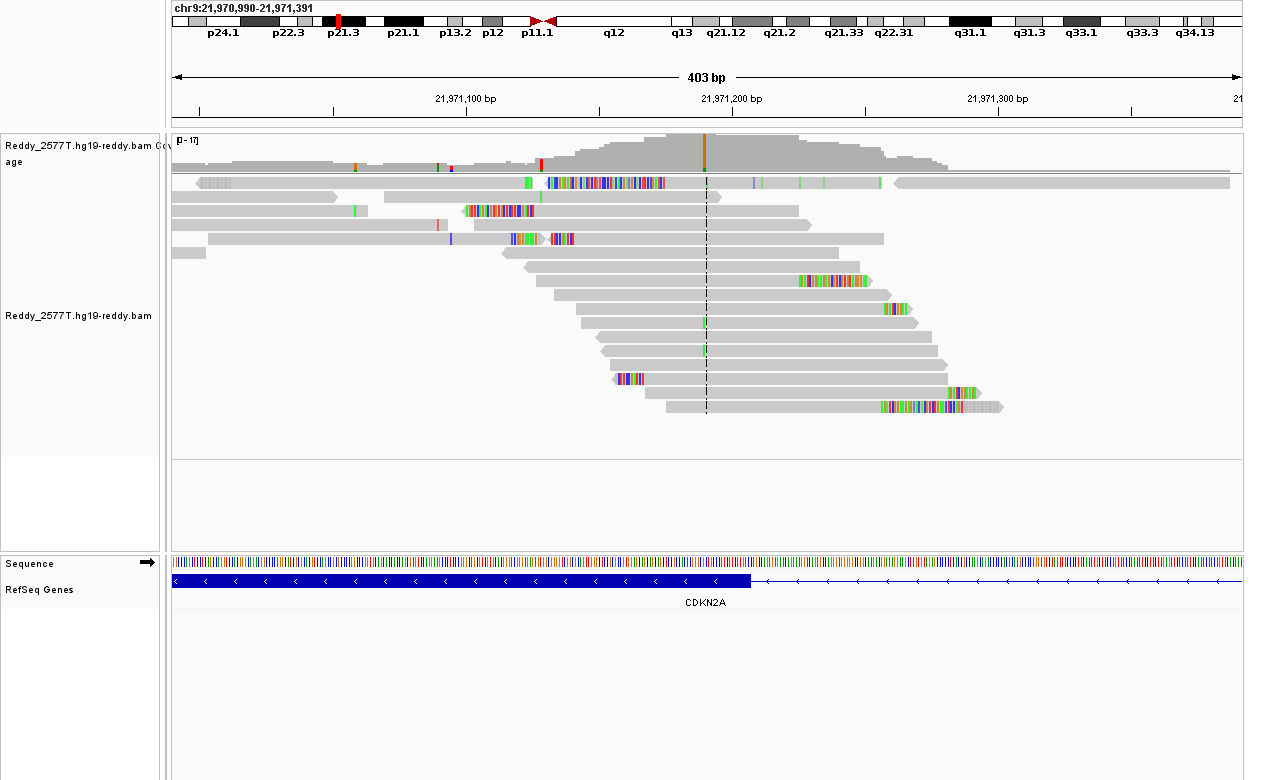 chr9:21,970,990-21,971,391
p24.1 p22.3 p21.3 p21.1 p13.2 p12 p11.1 q12 q13 q21.12 q21.2 q21.33 q22.31 q31.1 q31.3 q33.1 q33.3 q34.13
403 bp
21,971,100 bp 21,971,200 bp 21,971,300 bp 21
Reddy_2577T.hg19-reddy.bam Cov
age
[0 - 17]
Reddy_2577T.hg19-reddy.bam
Sequence
RefSeq Genes
CDKN2A